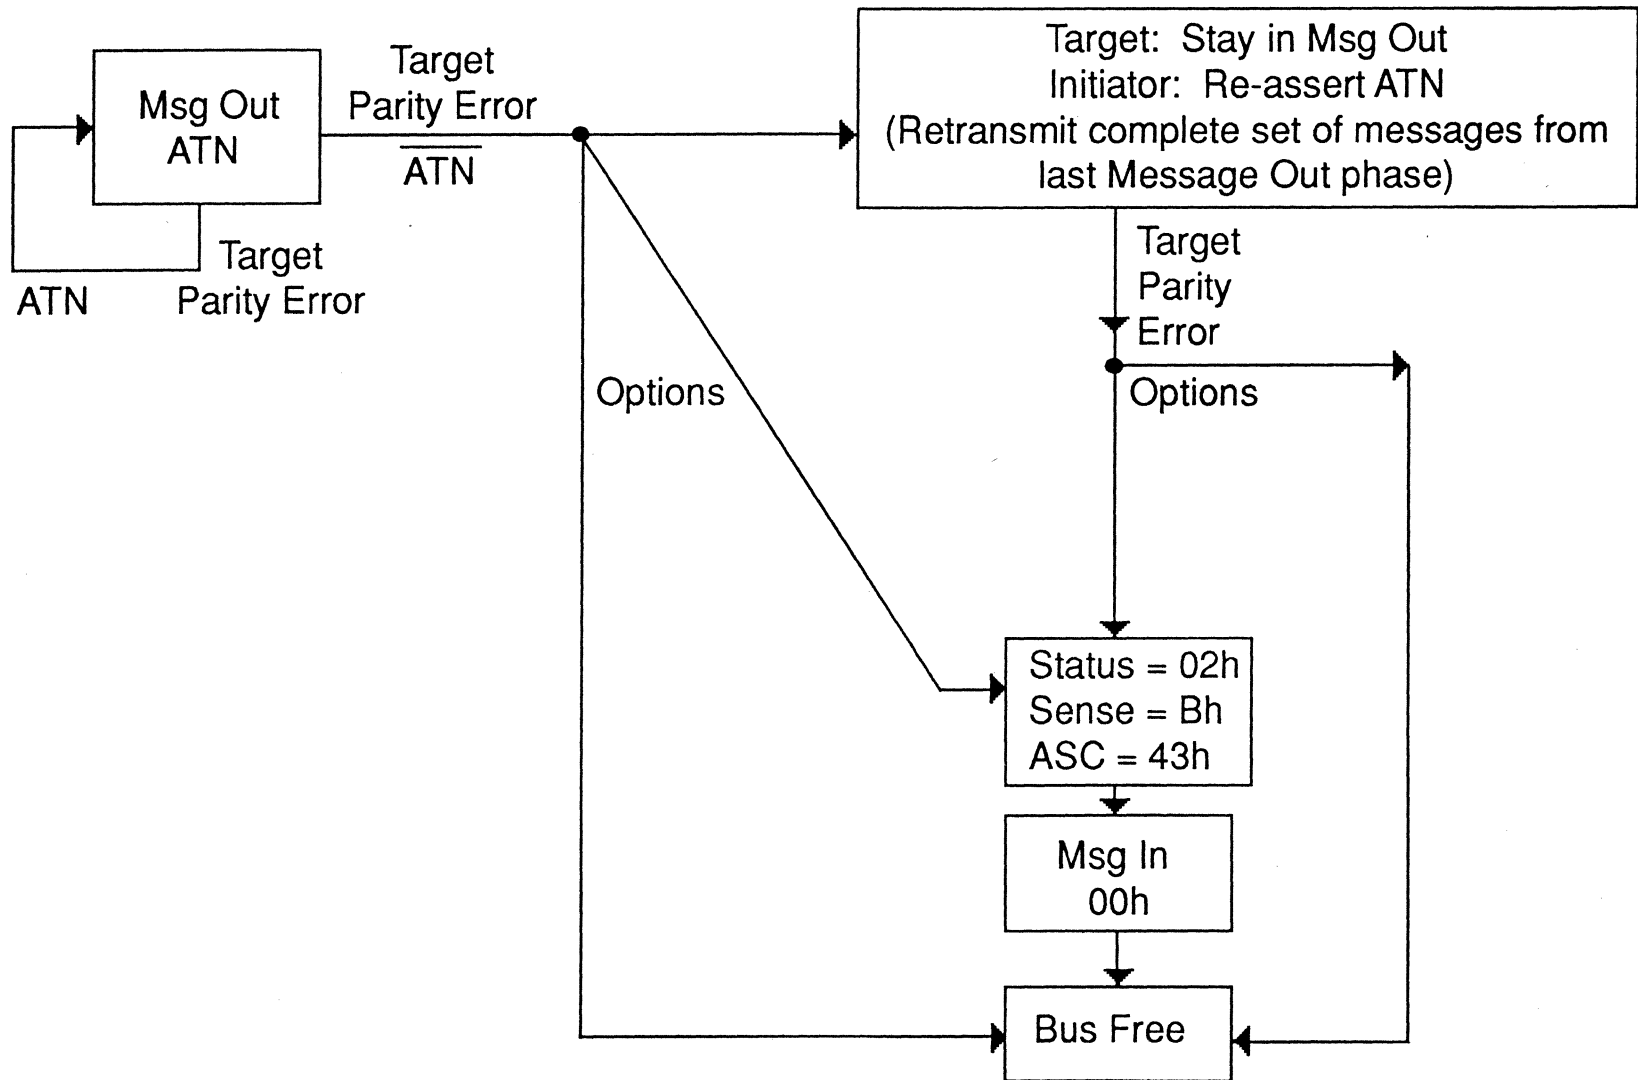 Msg Out
ATN
Target
Parity Error
ATN
Target
Parity Error
ATN
Target: Stay in Msg Out
Initiator: Re-assert ATN
(Retransmit complete set of messages from
last Message Out phase)
Target
Parity
Error
Options
Options
Status = 02h
Sense = Bh
ASC = 43h
Msg In
00h
Bus Free